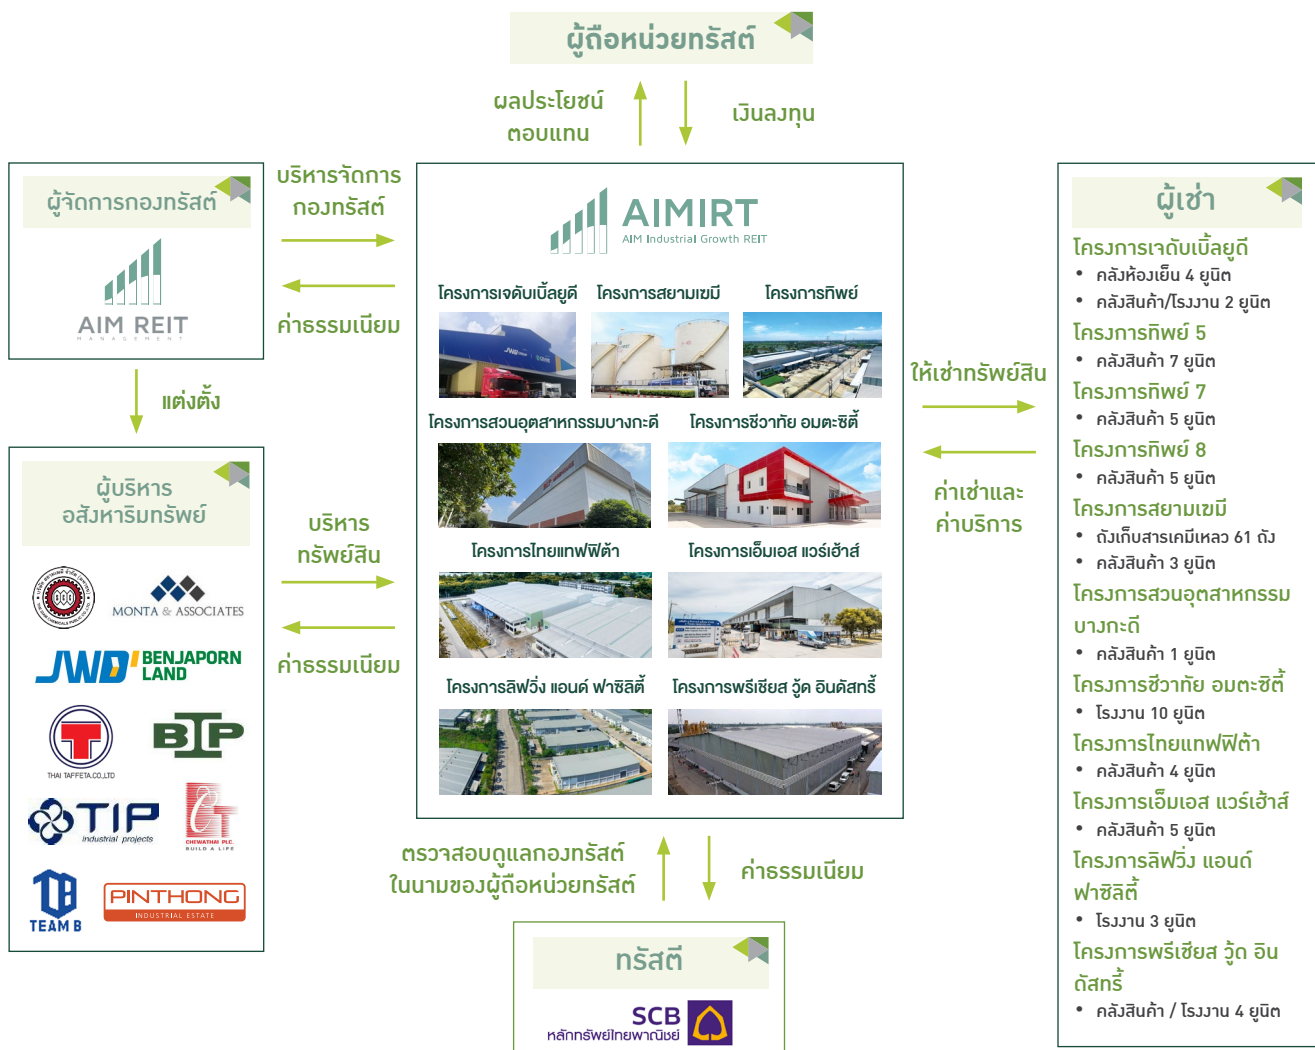 ผู้ถือหน่วยทรัสต์
ผลประโยชน์
ตอบแทน
เงินลงทุน
ผู้จัดการกองทรัสต์
AIM REIT
MANAGEMENT
บริหารจัดการ
กองทรัสต์
ค่าธรรมเนียม
แต่งตั้ง
ผู้บริหาร
อสังหาริมทรัพย์
MONTA & ASSOCIATES
JWD
BENJAPORN
LAND
T
THAI TAFFETA.CO.,LTD
BIP
TIP
industrial projects
CHEWATHAI PLC.
BUILD A LIFE
TEAM B
PINTHONG
INDUSTRIAL ESTATE
บริหาร
ทรัพย์สิน
ค่าธรรมเนียม
AIMIRT
AIM Industrial Growth REIT
โครงการเจดับเบิ้ลยูดี
โครงการสยามเฆมี
โครงการทิพย์
โครงการสวนอุตสาหกรรมบางกะดี
โครงการชีวาทัย อมตะซิตี้
โครงการไทยแทฟฟิต้า
โครงการเอ็มเอส แวร์เฮ้าส์
โครงการลิฟวิ่ง แอนด์ ฟาซิลิตี้
โครงการพรีเชียส วู้ด อินดัสทรี้
ให้เช่าทรัพย์สิน
ค่าเช่าและ
ค่าบริการ
ผู้เช่า
โครงการเจดับเบิ้ลยูดี
• คลังห้องเย็น 4 ยูนิต
• คลังสินค้า/โรงงาน 2 ยูนิต
โครงการทิพย์ 5
• คลังสินค้า 7 ยูนิต
โครงการทิพย์ 7
• คลังสินค้า 5 ยูนิต
โครงการทิพย์ 8
• คลังสินค้า 5 ยูนิต
โครงการสยามเฆมี
• ถังเก็บสารเคมีเหลว 61 ถัง
• คลังสินค้า 3 ยูนิต
โครงการสวนอุตสาหกรรม
บางกะดี
• คลังสินค้า 1 ยูนิต
โครงการชีวาทัย อมตะซิตี้
• โรงงาน 10 ยูนิต
โครงการไทยแทฟฟิต้า
• คลังสินค้า 4 ยูนิต
โครงการเอ็มเอส แวร์เฮ้าส์
• คลังสินค้า 5 ยูนิต
โครงการลิฟวิ่ง แอนด์
ฟาซิลิตี้
• โรงงาน 3 ยูนิต
โครงการพรีเชียส วู้ด อิน
ดัสทรี้
• คลังสินค้า / โรงงาน 4 ยูนิต
ตรวจสอบดูแลกองทรัสต์
ในนามของผู้ถือหน่วยทรัสต์
ค่าธรรมเนียม
ทรัสตี
SCB
หลักทรัพย์ไทยพาณิชย์